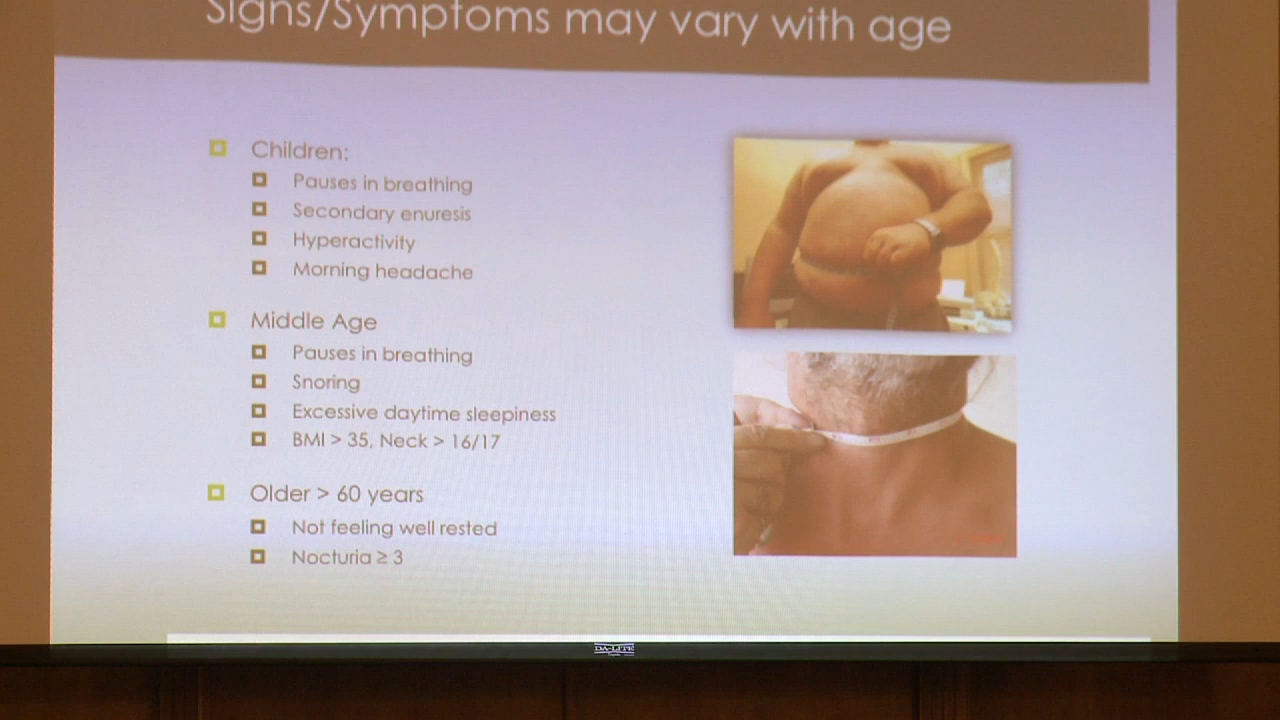 Signs/Symptoms may vary with age
Children:
Pauses in breathing
Secondary enuresis
Hyperactivity
Morning headache
Middle Age
Pauses in breathing
Snoring
Excessive daytime sleepiness
BMI > 35, Neck > 16/17
Older > 60 years
Not feeling well rested
Nocturia ≥ 3
DA-LITE